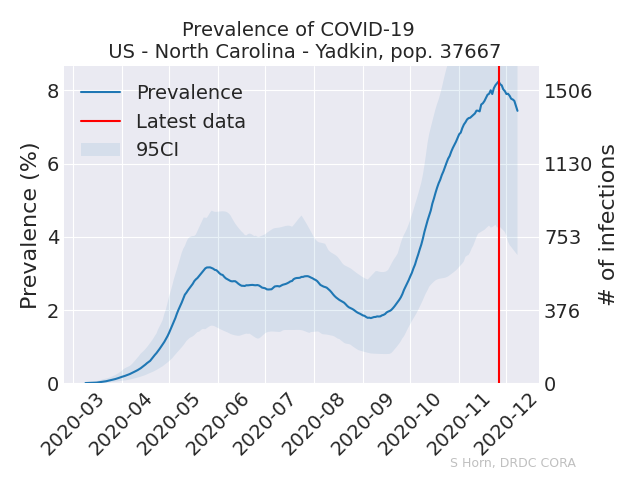 Prevalence of COVID-19
US - North Carolina - Yadkin, pop. 37667
Prevalence
Latest data
95CI
Prevalence (%)
8
6
4
2
0
1506
1130
753
376
0
# of infections
2020-03
2020-04
2020-05
2020-06
2020-07
2020-08
2020-09
2020-10
2020-11
2020-12
S Horn, DRDC CORA